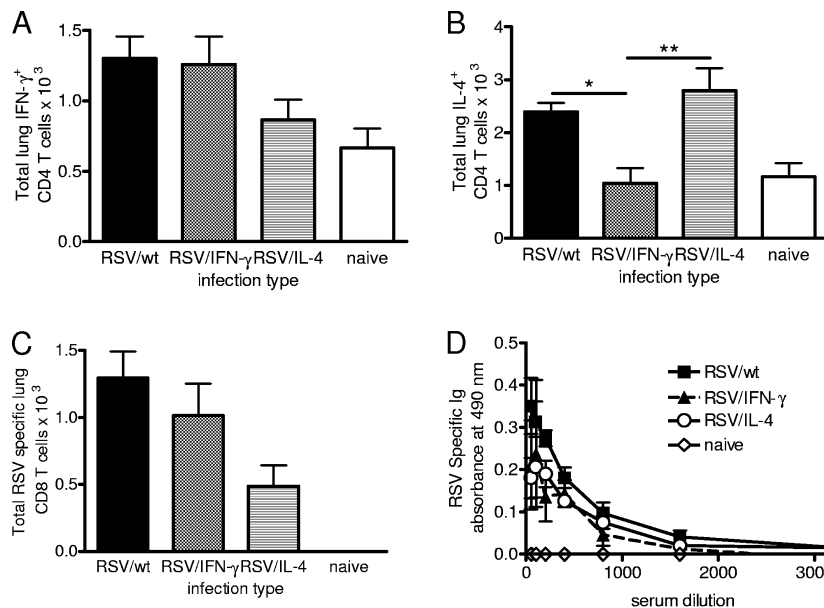 A
Total lung IFN-γ+
CD4 T cells x 10 3
1.5
1.0
0.5
0.0
RSV/wt RSV/IFN-γ RSV/IL-4 naive
infection type
B
Total lung IL-4+
CD4 T cells x 10 3
4
3
2
1
0
*
**
RSV/wt RSV/IFN-γ RSV/IL-4 naive
infection type
C
Total RSV specific lung
CD8 T cells x 10 3
1.5
1.0
0.5
0.0
RSV/wt RSV/IFN-γ RSV/IL-4 naive
infection type
D
RSV Specific Ig
absorbance at 490 nm
0.5
0.4
0.3
0.2
0.1
0.0
RSV/wt
RSV/IFN-γ
RSV/IL-4
naive
0 1000 2000
serum dilution